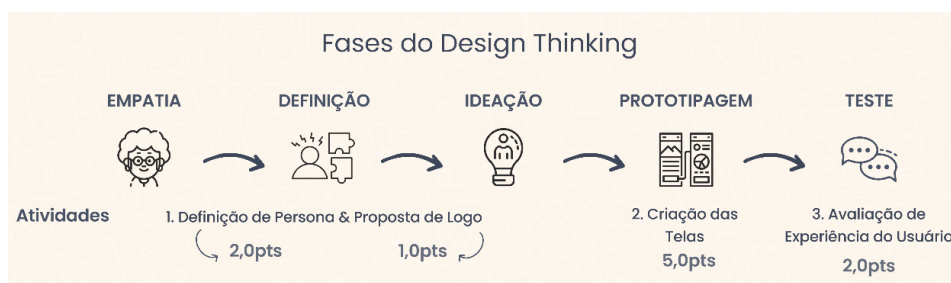 Fases do Design Thinking
EMPATIA
DEFINIÇÃO
IDEAÇÃO
PROTOTIPAGEM
TESTE
Atividades
1. Definição de Persona & Proposta de Logo
2,0pts
1,0pts
2. Criação das
Telas
5,0pts
3. Avaliação de
Experiência do Usuário
2,0pts